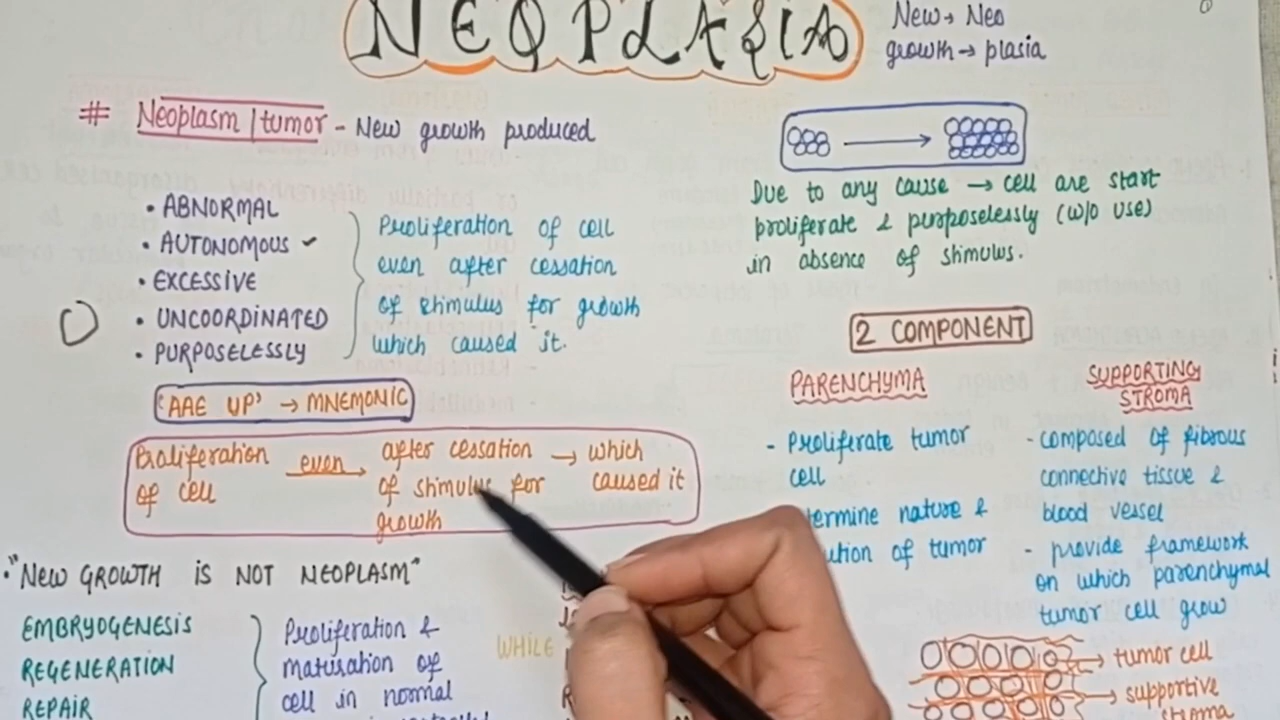 NEOPLASIA
New → Neo
growth → plasia
# Neoplasm / tumor - New growth produced
• ABNORMAL
• AUTONOMOUS
• EXCESSIVE
• UNCOORDINATED
• PURPOSELESSLY
Proliferation of cell
even after cessation
of stimulus for growth
which caused it.
'AAE UP' → MNEMONIC
Proliferation
of cell
even →
after cessation
of stimulus for
growth
→ which
caused it
• "NEW GROWTH IS NOT NEOPLASM"
EMBRYOGENESIS
REGENERATION
REPAIR
Proliferation &
maturation of
cell in normal
WHILE
Due to any cause → cell are start
proliferate & purposelessly (w/o use)
in absence of stimulus.
2 COMPONENT
PARENCHYMA
- Proliferate tumor
cell
nature &
of tumor
SUPPORTING
STROMA
- composed of fibrous
connective tissue &
blood vessel
- provide framework
on which parenchymal
tumor cell grow
→ tumor cell
→ supportive
stroma